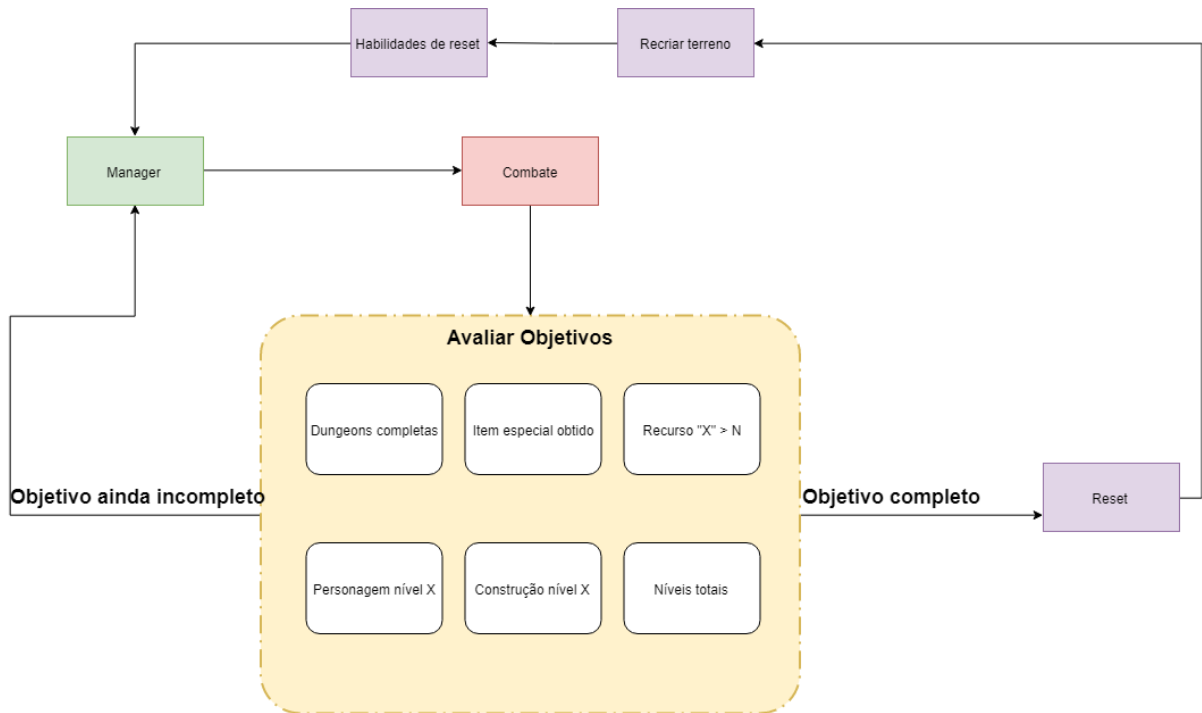 Habilidades de reset
Recriar terreno
Manager
Combate
Avaliar Objetivos
Dungeons completas
Item especial obtido
Recurso "X" > N
Objetivo ainda incompleto
Objetivo completo
Reset
Personagem nível X
Construção nível X
Níveis totais